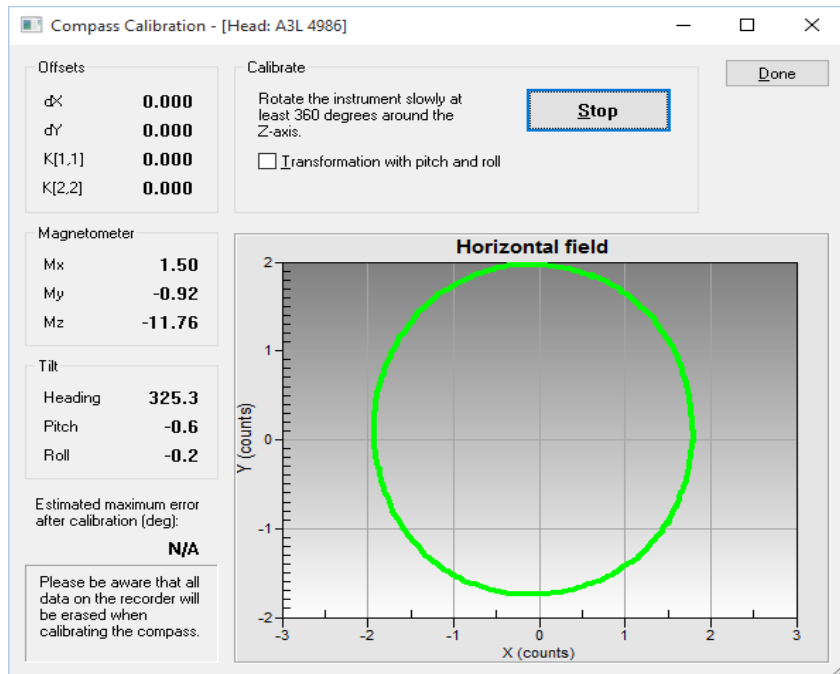 Compass Calibration - [Head: A3L 4986]
Offsets
dX 0.000
dY 0.000
K[1,1] 0.000
K[2,2] 0.000
Calibrate
Rotate the instrument slowly at
least 360 degrees around the
Z-axis.
Stop
Transformation with pitch and roll
Done
Magnetometer
Mx 1.50
My -0.92
Mz -11.76
Tilt
Heading 325.3
Pitch -0.6
Roll -0.2
Estimated maximum error
after calibration (deg):
N/A
Please be aware that all
data on the recorder will
be erased when
calibrating the compass.
Horizontal field
Y (counts)
2
1
0
-1
-2
-3 -2 -1 0 1 2 3
X (counts)